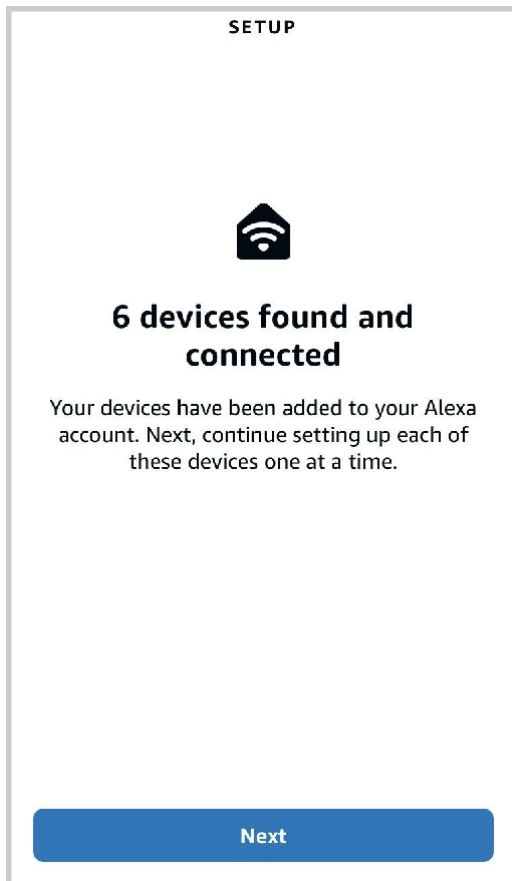 SETUP
6 devices found and
connected
Your devices have been added to your Alexa
account. Next, continue setting up each of
these devices one at a time.
Next